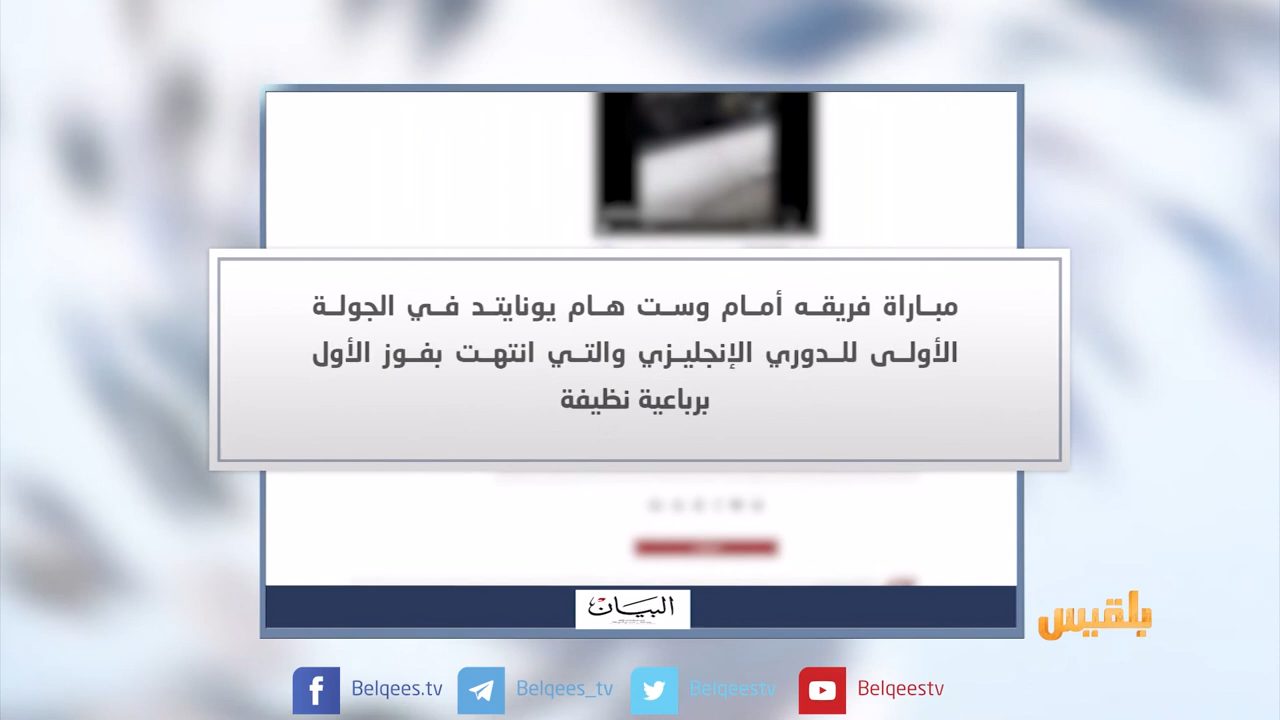 مباراة فريقه أمام وست هام يونايتد في الجولة
الأولى للدوري الإنجليزي والتي انتهت بفوز الأول
برباعية نظيفة
البيان
بلقيس
Belqees.tv
Belqees_tv
Belqeestv
Belqeestv